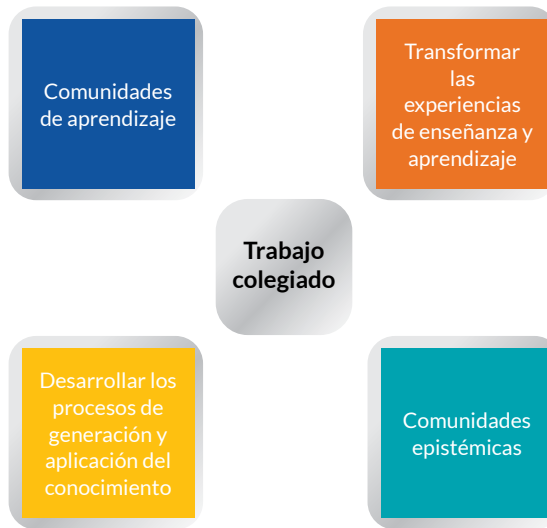 Comunidades
de aprendizaje
Transformar
las
experiencias
de enseñanza y
aprendizaje
Trabajo
colegiado
Desarrollar los
procesos de
generación y
aplicación del
conocimiento
Comunidades
epistémicas